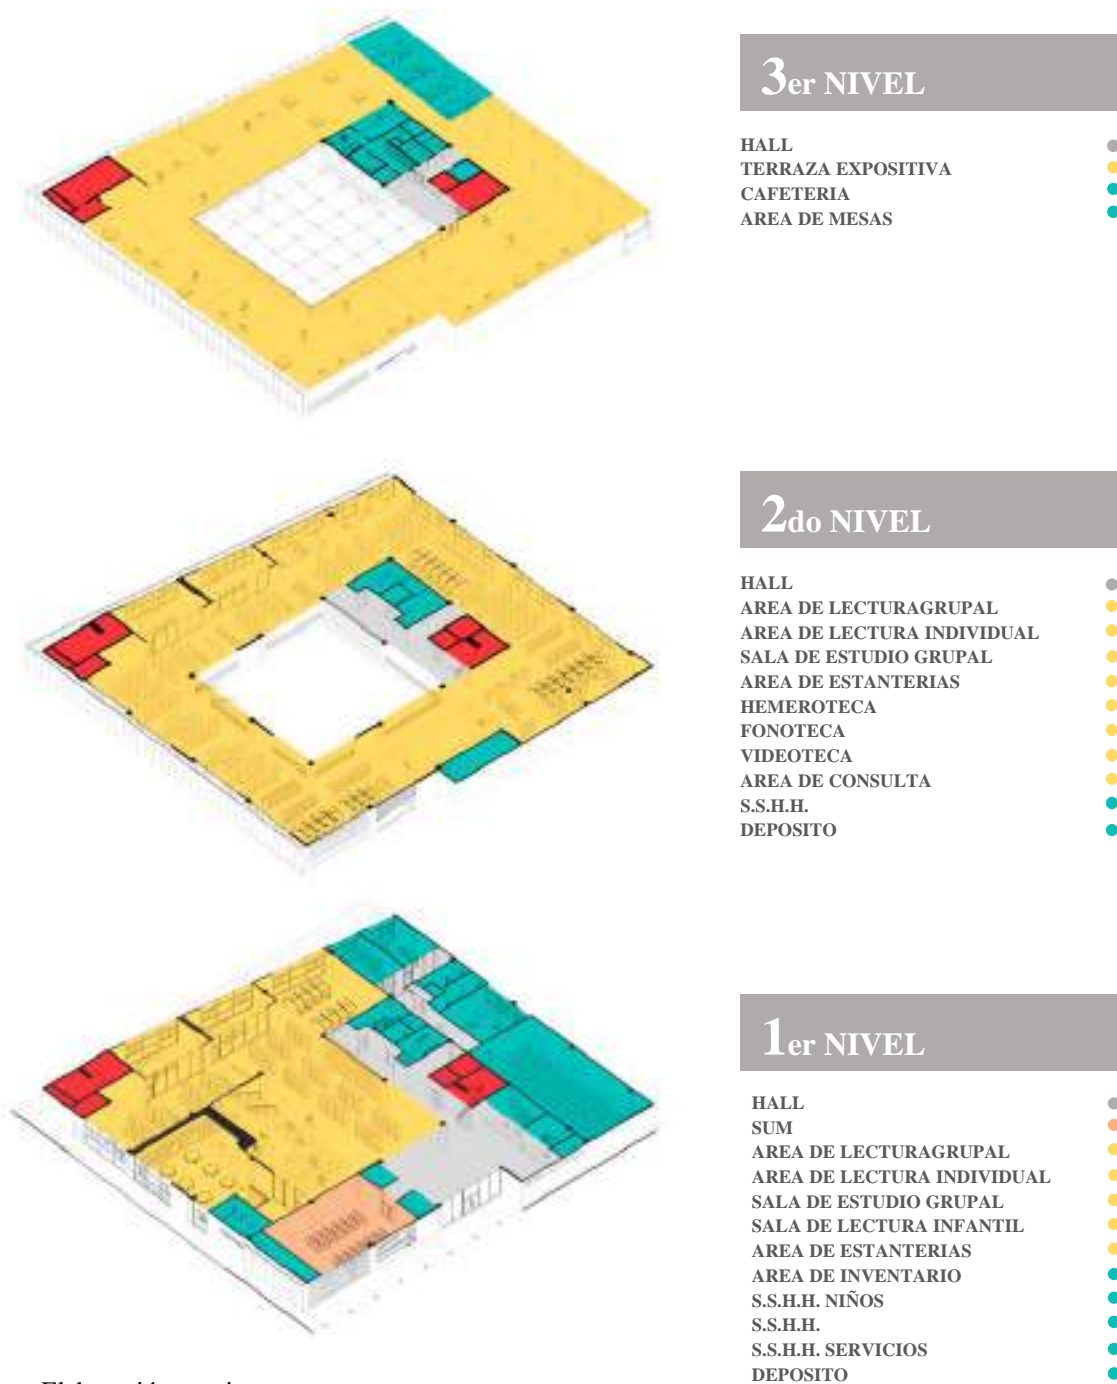 3er NIVEL
HALL
TERRAZA EXPOSITIVA
CAFETERIA
AREA DE MESAS
2do NIVEL
HALL
AREA DE LECTURAGRUPAL
AREA DE LECTURA INDIVIDUAL
SALA DE ESTUDIO GRUPAL
AREA DE ESTANTERIAS
HEMEROTECA
FONOTECA
VIDEOTECA
AREA DE CONSULTA
S.S.H.H.
DEPOSITO
1er NIVEL
HALL
SUM
AREA DE LECTURAGRUPAL
AREA DE LECTURA INDIVIDUAL
SALA DE ESTUDIO GRUPAL
SALA DE LECTURA INFANTIL
AREA DE ESTANTERIAS
AREA DE INVENTARIO
S.S.H.H. NIÑOS
S.S.H.H.
S.S.H.H. SERVICIOS
DEPOSITO